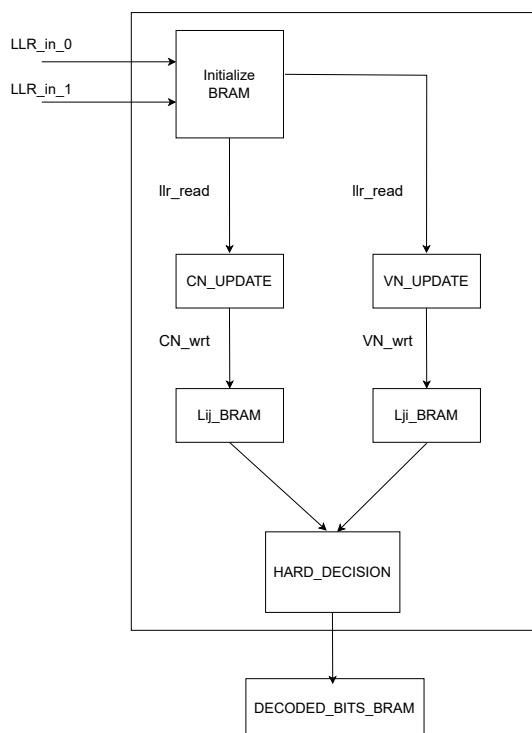 LLR_in_0
LLR_in_1
Initialize
BRAM
llr_read
llr_read
CN_UPDATE
VN_UPDATE
CN_wrt
VN_wrt
Lij_BRAM
Lji_BRAM
HARD_DECISION
DECODED_BITS_BRAM